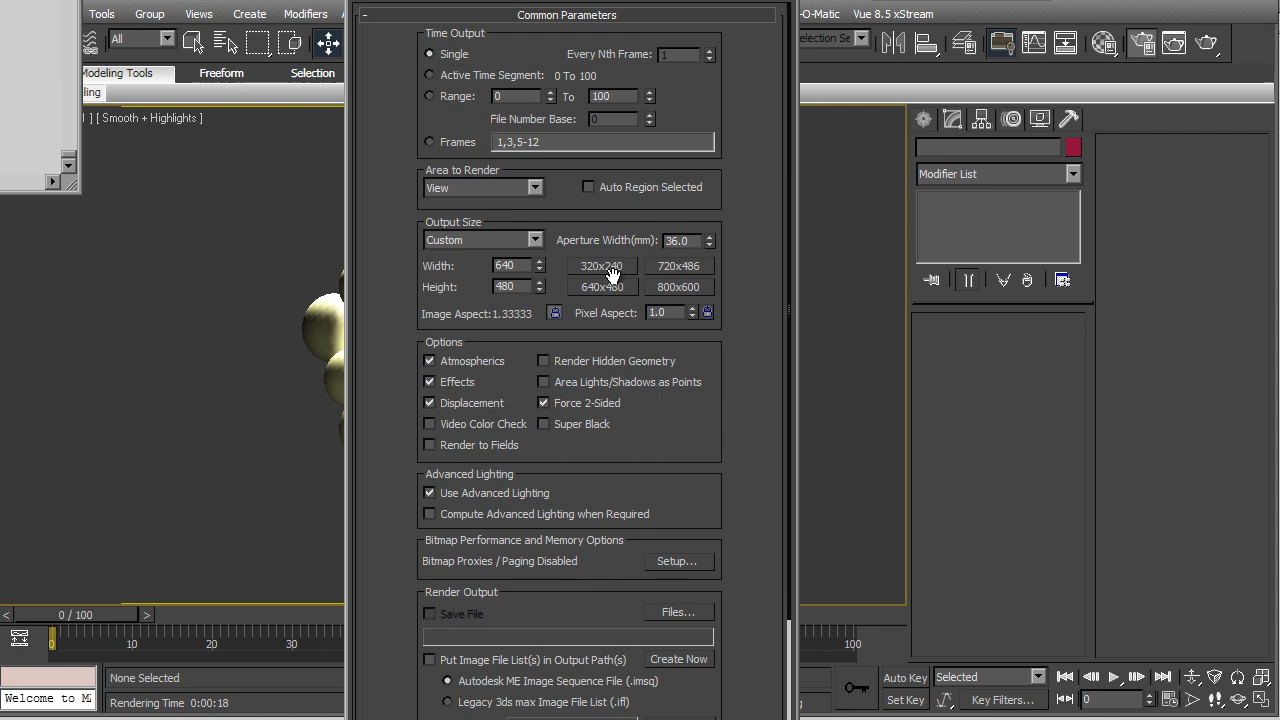 Tools Group Views Create Modifiers -O-Matic Vue 8.5 xStream
All
Modeling Tools Freeform Selection
ling
] [ Smooth + Highlights ]
- Common Parameters
Time Output
Single Every Nth Frame: 1
Active Time Segment: 0 To 100
Range: 0 To 100
File Number Base: 0
Frames 1,3,5-12
Area to Render
View Auto Region Selected
Output Size
Custom Aperture Width(mm): 36.0
Width: 640 320x240 720x486
Height: 480 640x480 800x600
Image Aspect:1.33333 Pixel Aspect: 1.0
Options
Atmospherics Render Hidden Geometry
Effects Area Lights/Shadows as Points
Displacement Force 2-Sided
Video Color Check Super Black
Render to Fields
Advanced Lighting
Use Advanced Lighting
Compute Advanced Lighting when Required
Bitmap Performance and Memory Options
Bitmap Proxies / Paging Disabled Setup...
Render Output
Save File Files...
Put Image File List(s) in Output Path(s) Create Now
Autodesk ME Image Sequence File (.imsq)
Legacy 3ds max Image File List (.ifl)
Modifier List
< 0 / 100 >
0 10 20 30 100
None Selected
Welcome to M
Rendering Time 0:00:18
Auto Key Selected
Set Key Key Filters... 0